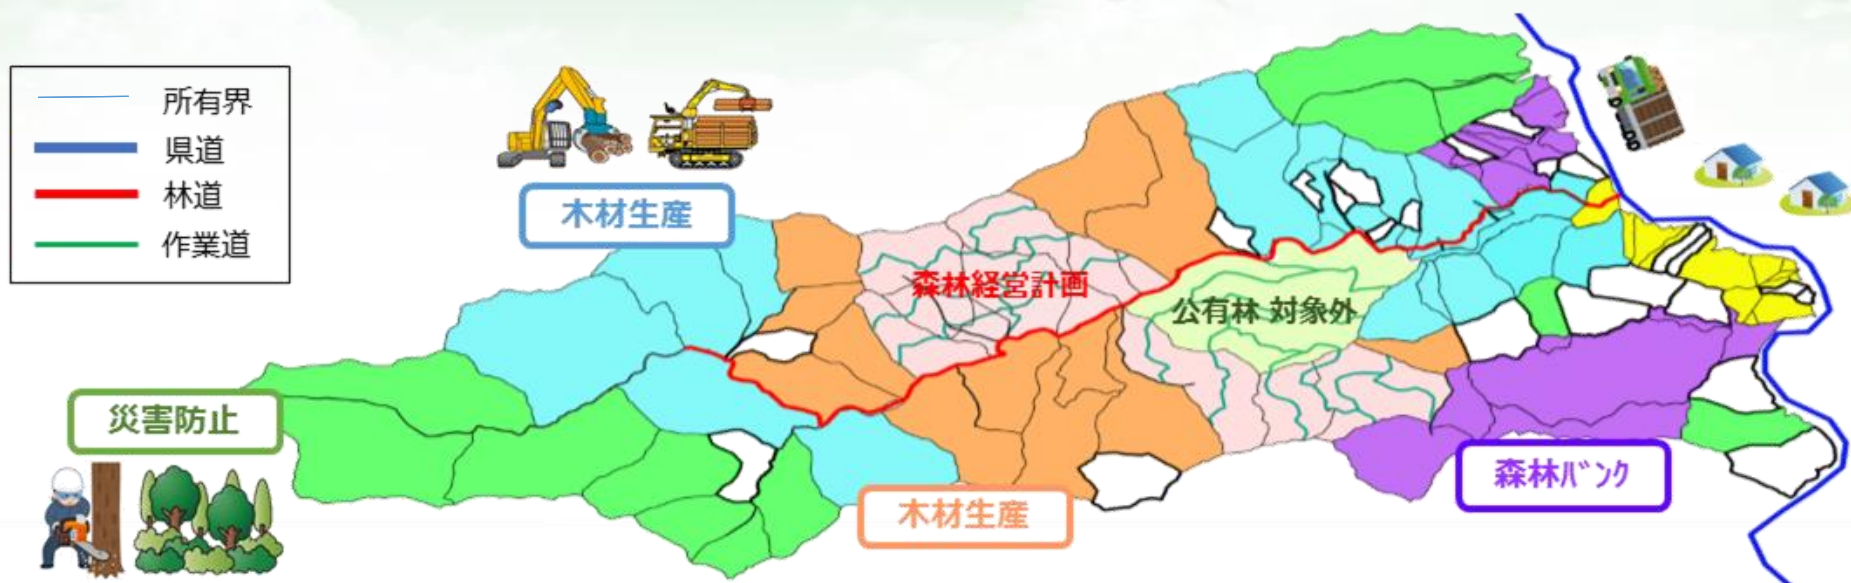 所有界
県道
林道
作業道
木材生産
森林経営計画
公有林 対象外
災害防止
森林ﾊﾞﾝｸ
木材生産